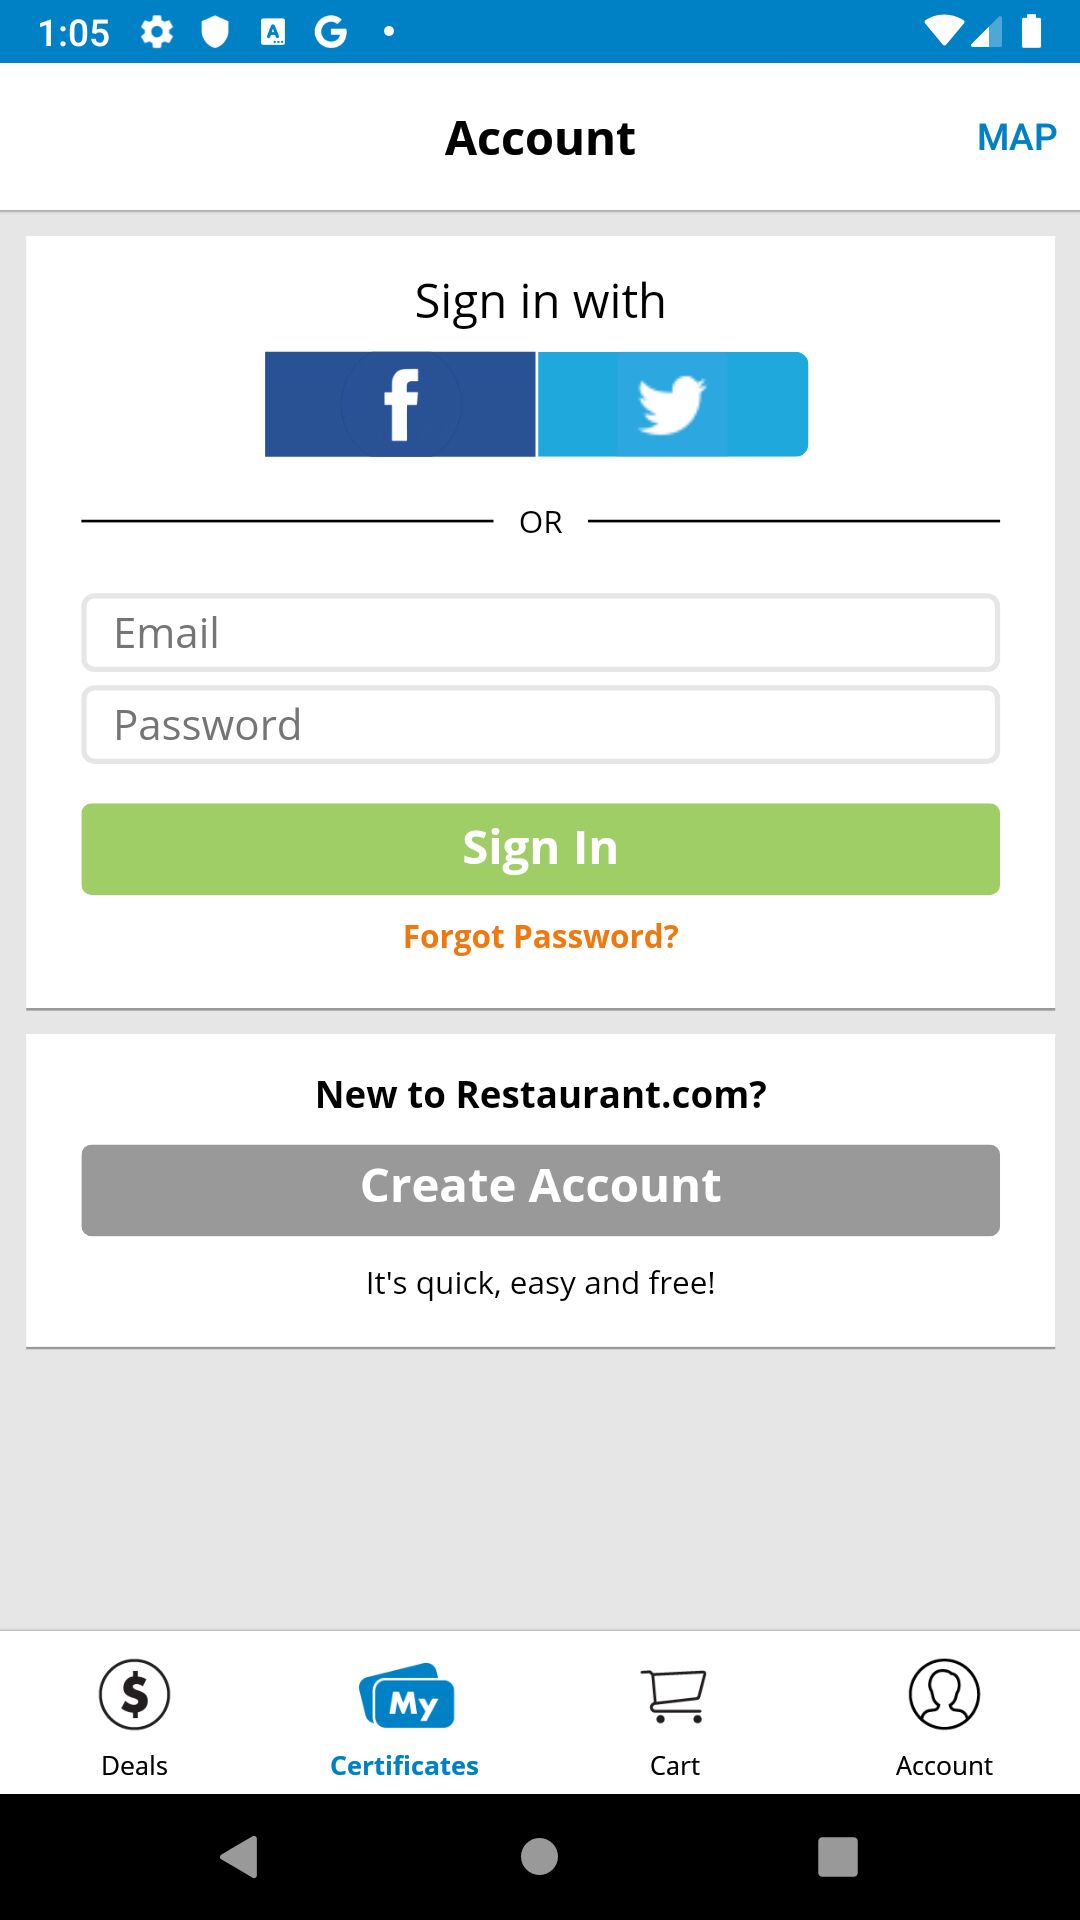 1:05
Account
MAP
Sign in with
f
OR
Email
Password
Sign In
Forgot Password?
New to Restaurant.com?
Create Account
It's quick, easy and free!
$
My
Deals
Certificates
Cart
Account